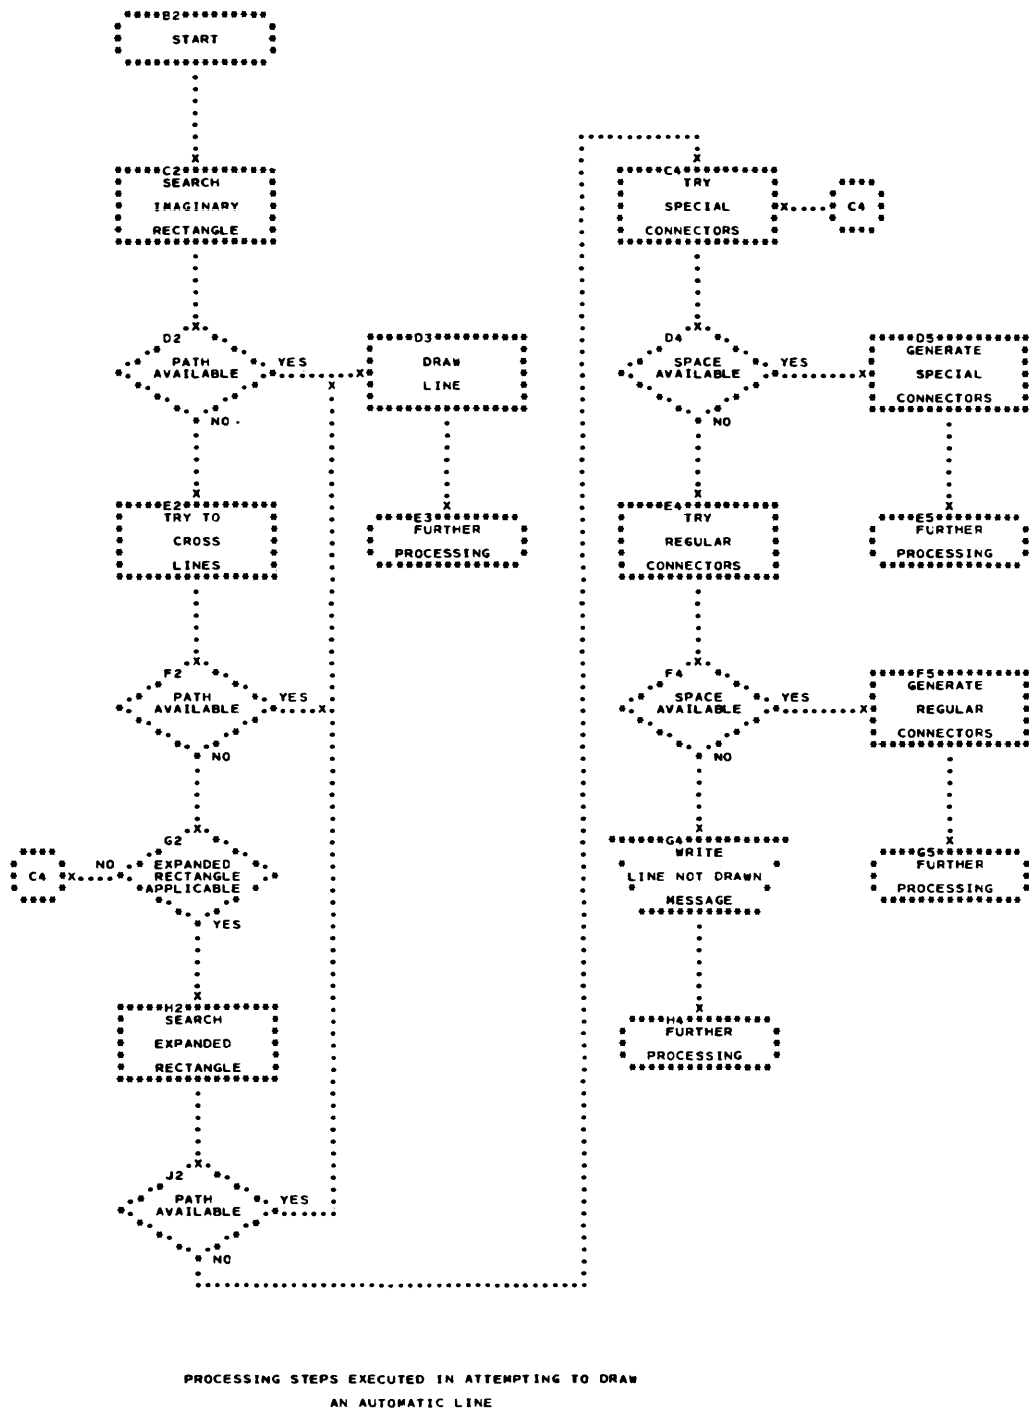 B2
START
C2
SEARCH
IMAGINARY
RECTANGLE
D2
PATH
AVAILABLE
YES
NO
D3
DRAW
LINE
E3
FURTHER
PROCESSING
E2
TRY TO
CROSS
LINES
F2
PATH
AVAILABLE
YES
NO
G2
EXPANDED
RECTANGLE
APPLICABLE
NO
C4
YES
H2
SEARCH
EXPANDED
RECTANGLE
J2
PATH
AVAILABLE
YES
NO
C4
TRY
SPECIAL
CONNECTORS
C4
D4
SPACE
AVAILABLE
YES
NO
D5
GENERATE
SPECIAL
CONNECTORS
E5
FURTHER
PROCESSING
E4
TRY
REGULAR
CONNECTORS
F4
SPACE
AVAILABLE
YES
NO
F5
GENERATE
REGULAR
CONNECTORS
G5
FURTHER
PROCESSING
G4
WRITE
LINE NOT DRAWN
MESSAGE
H4
FURTHER
PROCESSING
PROCESSING STEPS EXECUTED IN ATTEMPTING TO DRAW
AN AUTOMATIC LINE